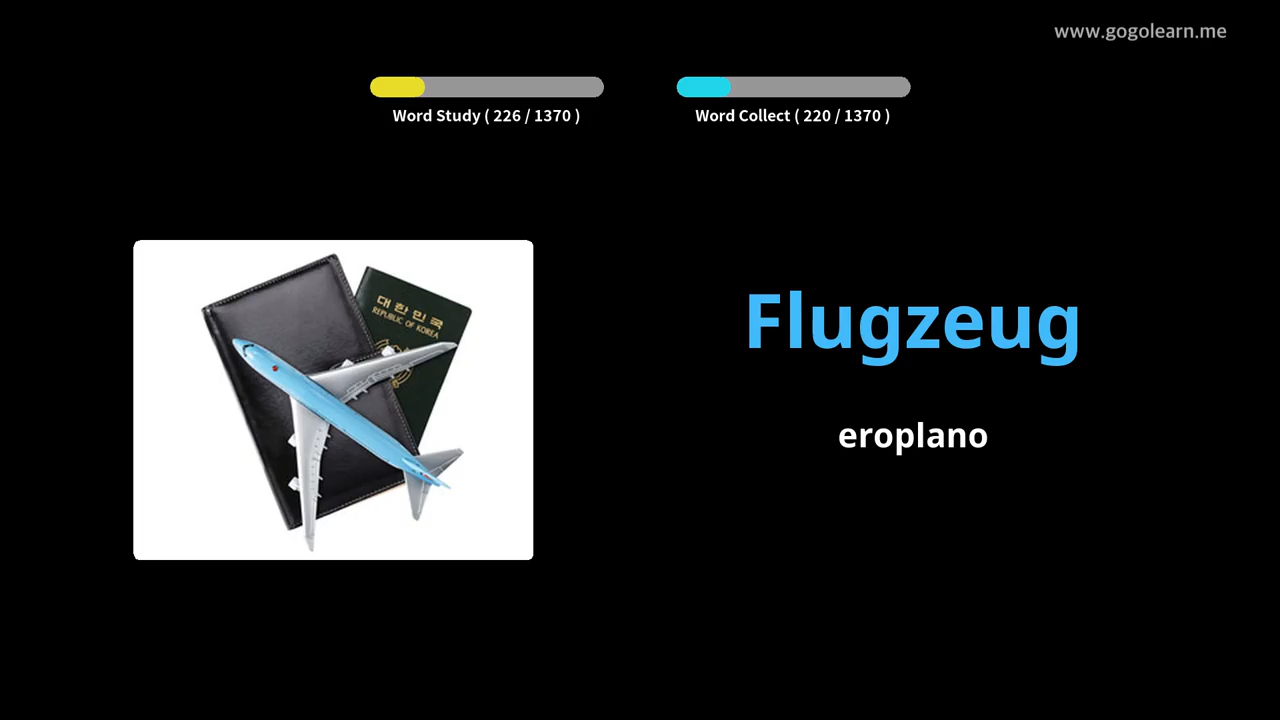 www.gogolearn.me
Word Study ( 226 / 1370 )
Word Collect ( 220 / 1370 )
대한민국
REPUBLIC OF KOREA
Flugzeug
eroplano